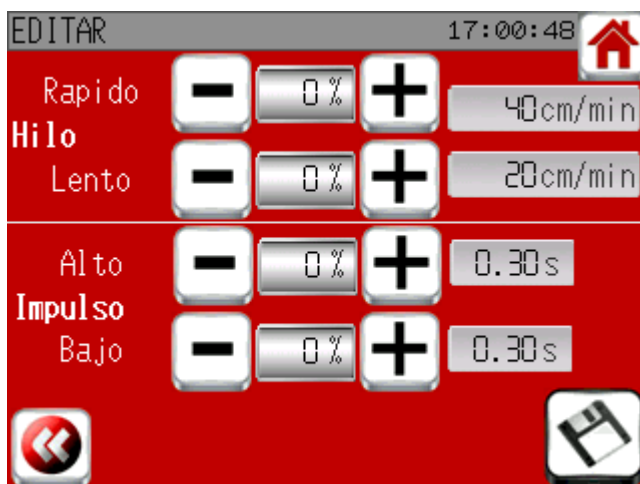 EDITAR 17:00:48
Rapido 0% 40cm/min
Hilo
Lento 0% 20cm/min
Alto 0% 0.30s
Impulso
Bajo 0% 0.30s